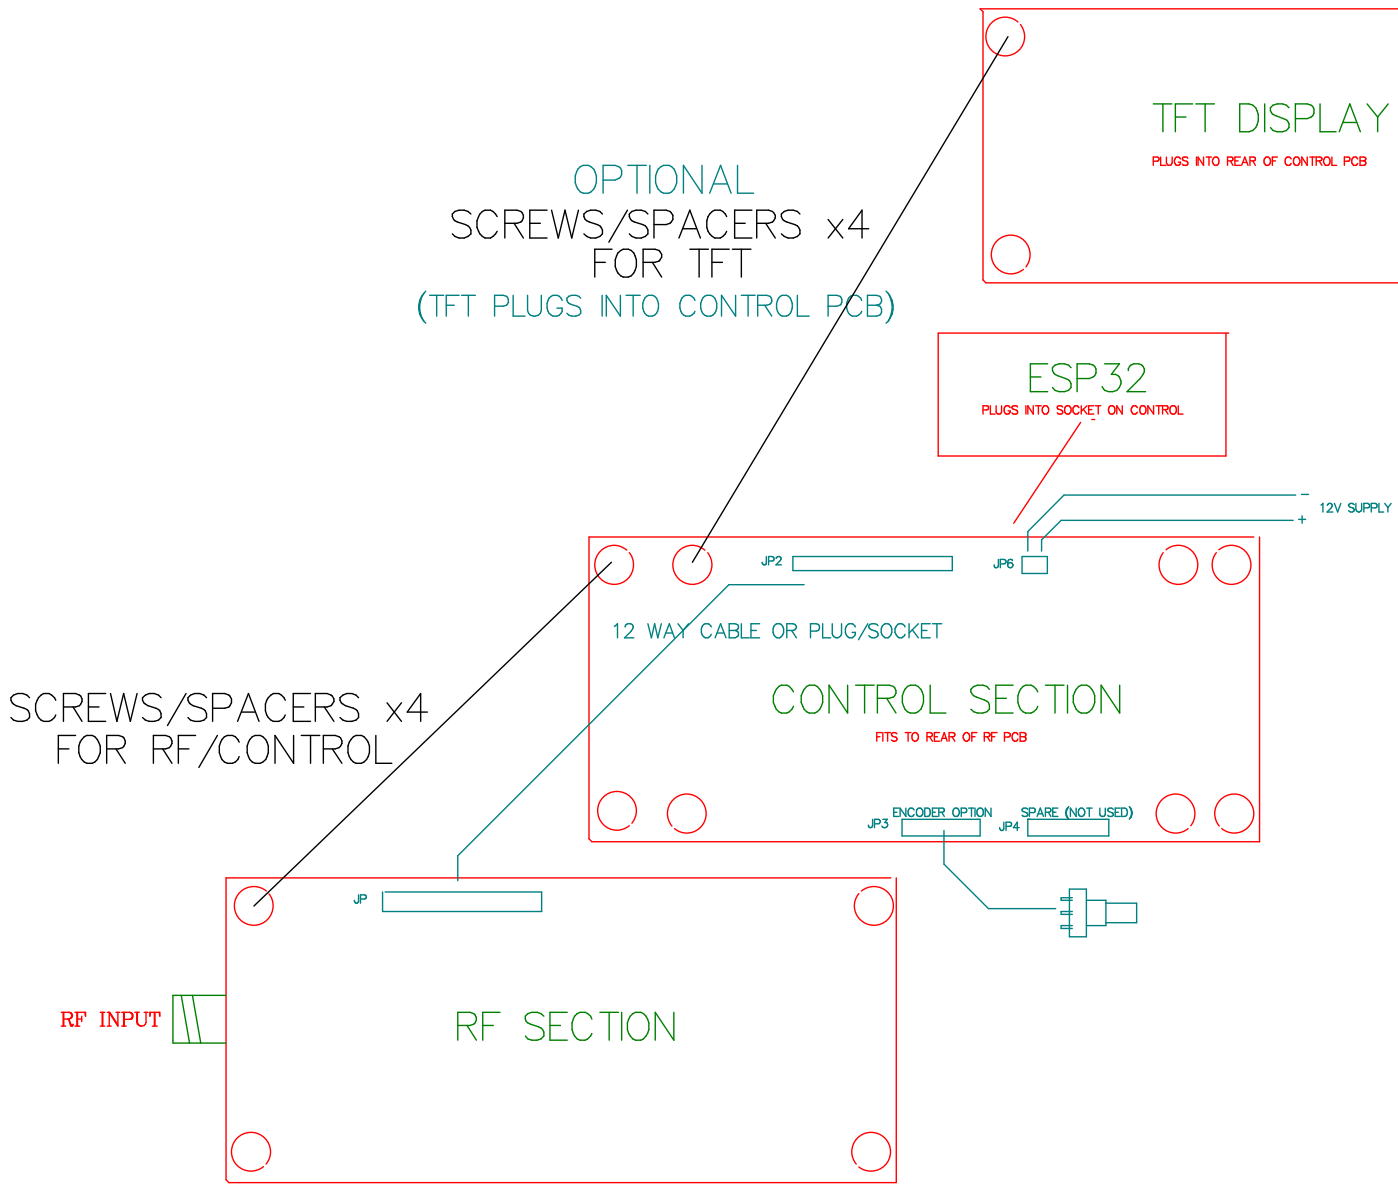 TFT DISPLAY
PLUGS INTO REAR OF CONTROL PCB
OPTIONAL
SCREWS/SPACERS x4
FOR TFT
(TFT PLUGS INTO CONTROL PCB)
ESP32
PLUGS INTO SOCKET ON CONTROL
-
12V SUPPLY
+
JP2
JP6
12 WAY CABLE OR PLUG/SOCKET
CONTROL SECTION
FITS TO REAR OF RF PCB
SCREWS/SPACERS x4
FOR RF/CONTROL
ENCODER OPTION
SPARE (NOT USED)
JP3
JP4
JP
RF INPUT
RF SECTION